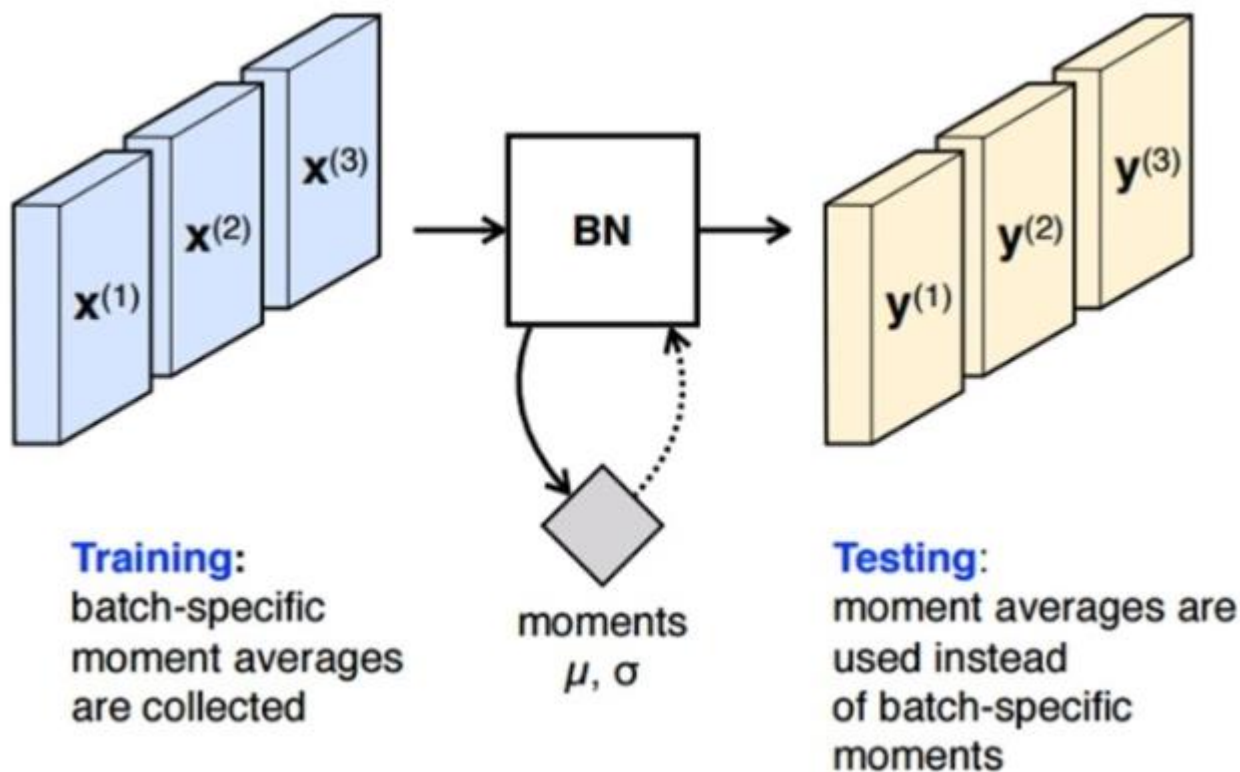 x(1)
x(2)
x(3)
BN
y(1)
y(2)
y(3)
moments
μ, σ
Training:
batch-specific
moment averages
are collected
Testing:
moment averages are
used instead
of batch-specific
moments